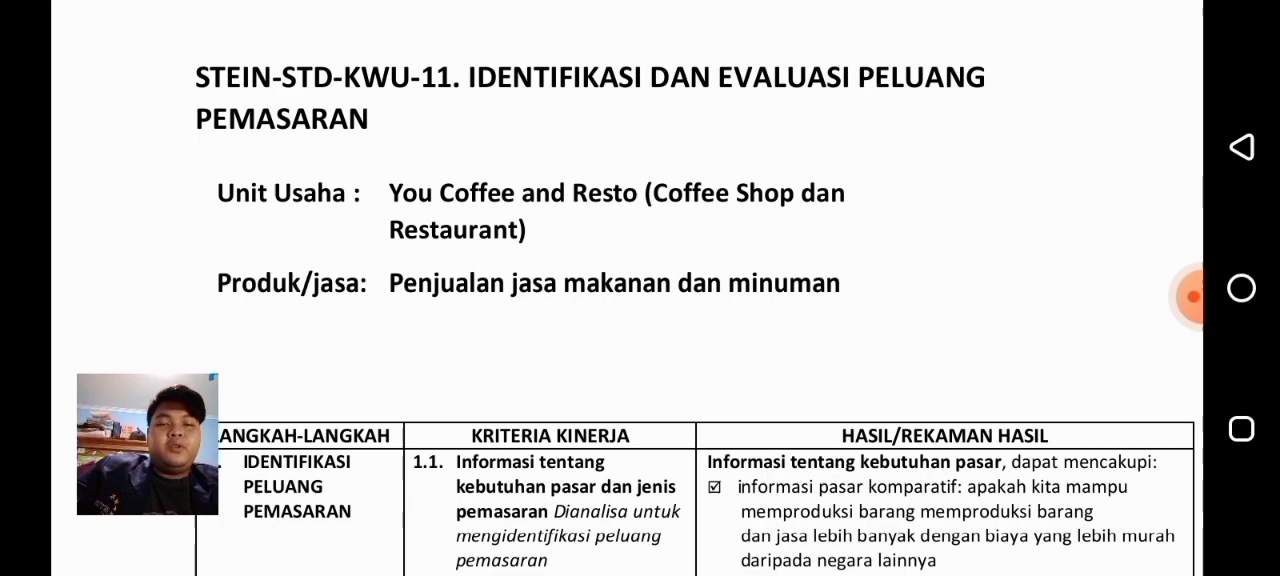 STEIN-STD-KWU-11. IDENTIFIKASI DAN EVALUASI PELUANG
PEMASARAN
Unit Usaha : You Coffee and Resto (Coffee Shop dan
Restaurant)
Produk/jasa: Penjualan jasa makanan dan minuman
ANGKAH-LANGKAH
IDENTIFIKASI
PELUANG
PEMASARAN
KRITERIA KINERJA
1.1. Informasi tentang
kebutuhan pasar dan jenis
pemasaran Dianalisa untuk
mengidentifikasi peluang
pemasaran
HASIL/REKAMAN HASIL
Informasi tentang kebutuhan pasar, dapat mencakupi:
☑ informasi pasar komparatif: apakah kita mampu
memproduksi barang memproduksi barang
dan jasa lebih banyak dengan biaya yang lebih murah
daripada negara lainnya